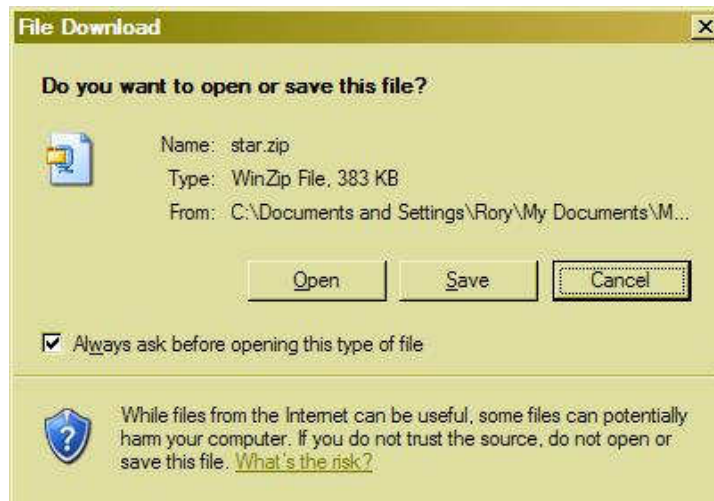 File Download
Do you want to open or save this file?
Name: star.zip
Type: WinZip File, 383 KB
From: C:\Documents and Settings\Rory\My Documents\M...
Open Save Cancel
Always ask before opening this type of file
While files from the Internet can be useful, some files can potentially
harm your computer. If you do not trust the source, do not open or
save this file. What's the risk?